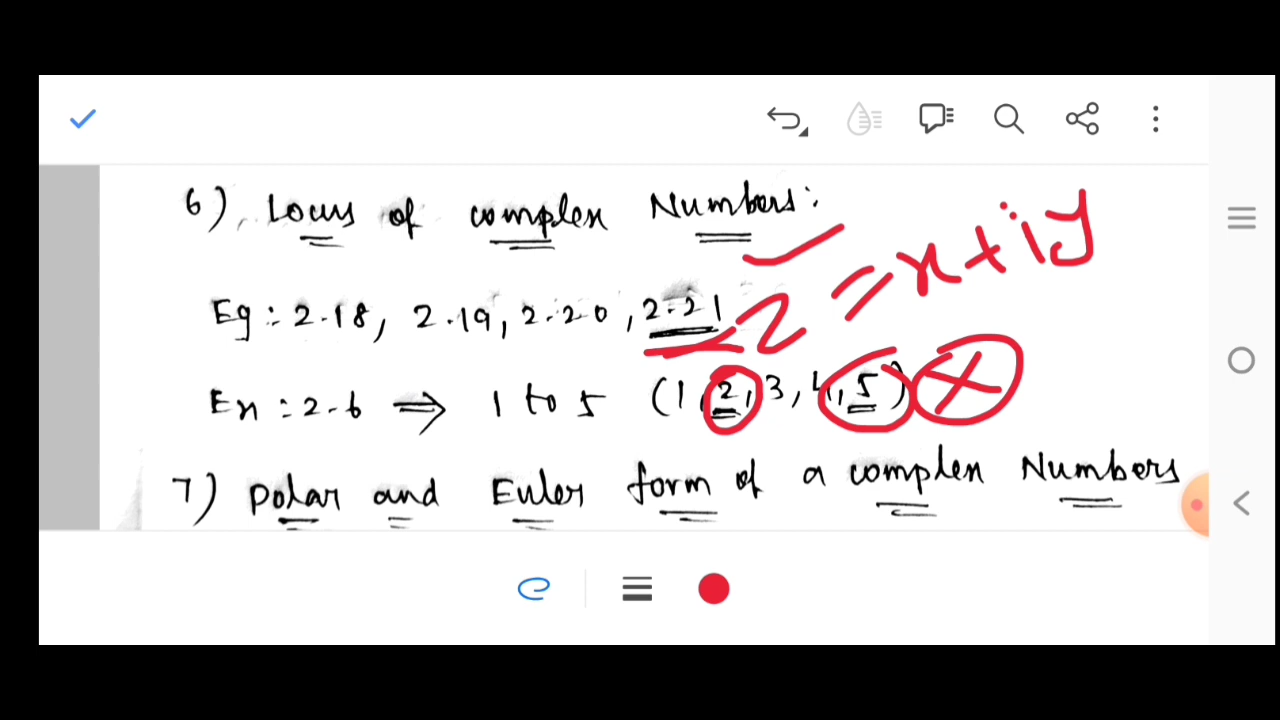 6) Locus of complex Numbers:
Eg: 2.18, 2.19, 2.20, 2.21
z = x + iy
Ex: 2.6 ⇒ 1 to 5 (1, 2, 3, 4, 5)
7) Polar and Euler form of a complex Numbers